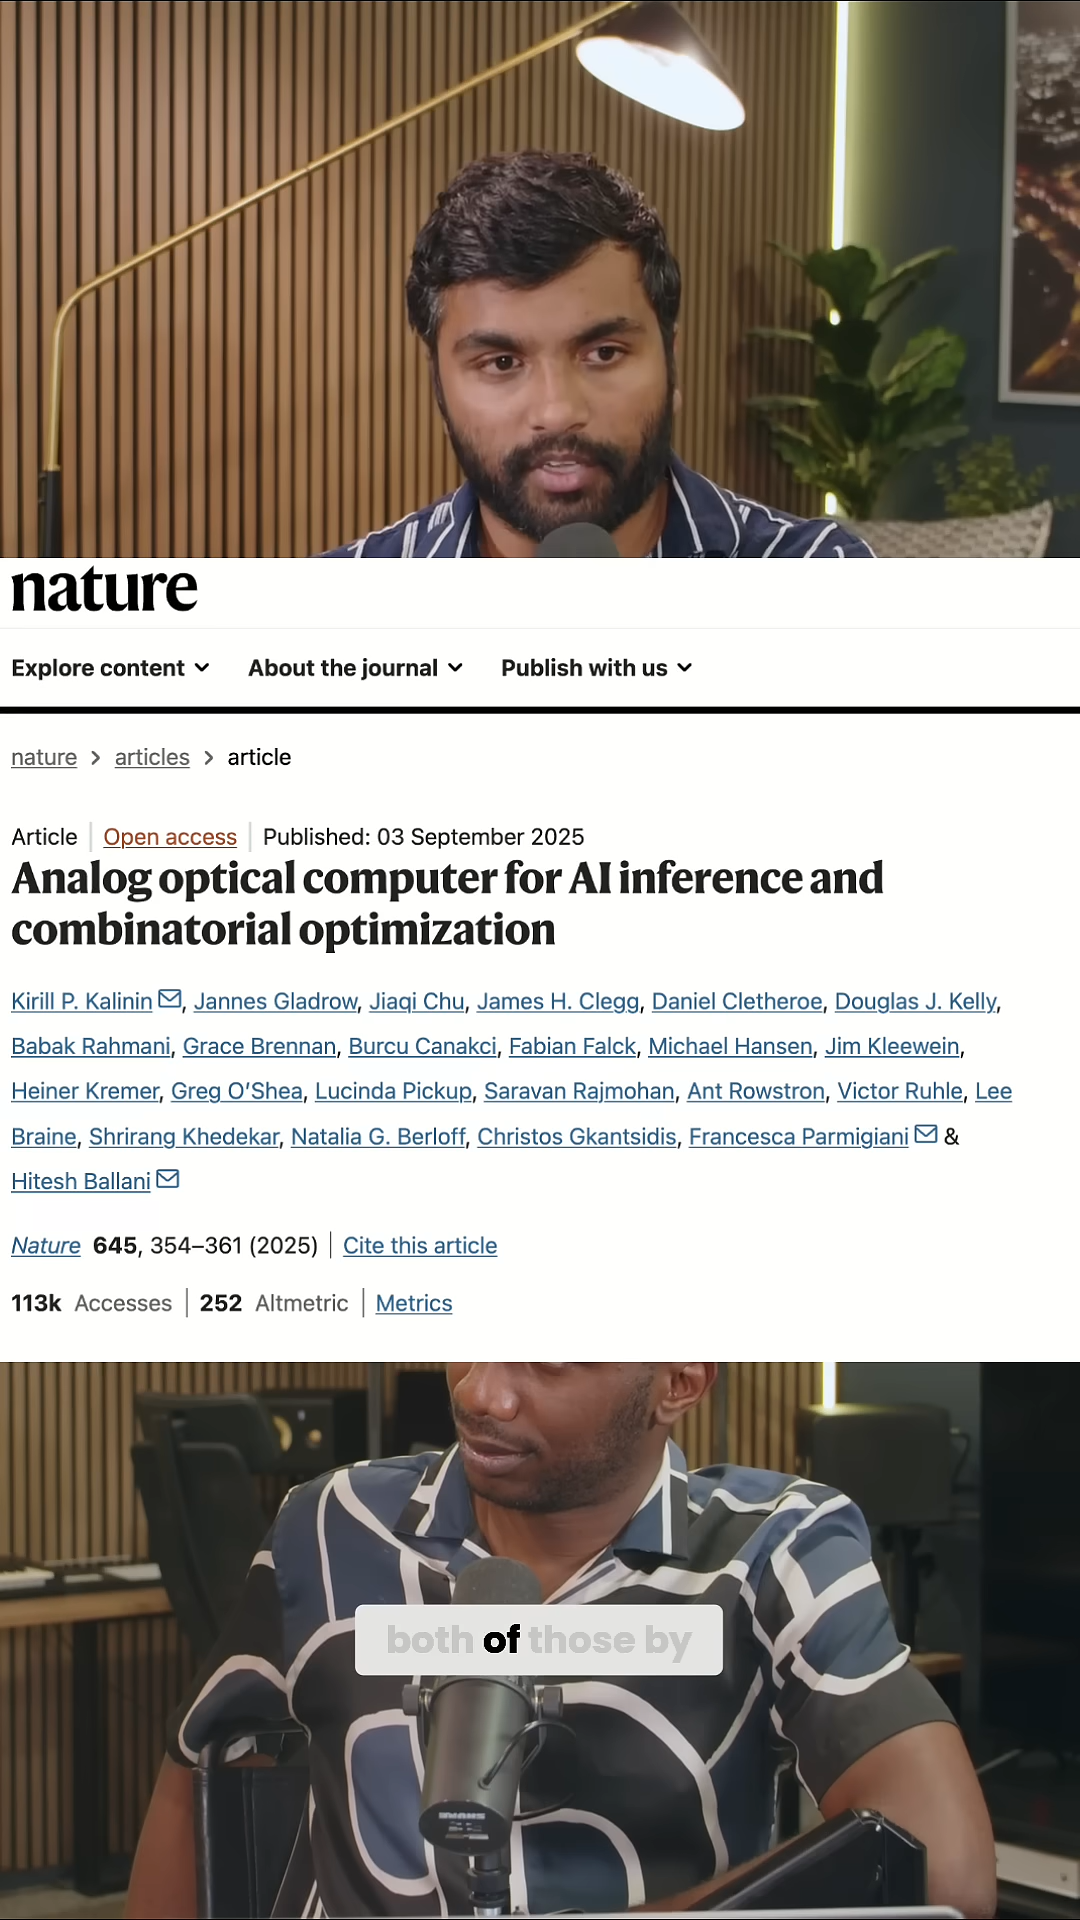 nature
Explore content About the journal Publish with us
nature > articles > article
Article | Open access | Published: 03 September 2025
Analog optical computer for AI inference and
combinatorial optimization
Kirill P. Kalinin, Jannes Gladrow, Jiaqi Chu, James H. Clegg, Daniel Cletheroe, Douglas J. Kelly,
Babak Rahmani, Grace Brennan, Burcu Canakci, Fabian Falck, Michael Hansen, Jim Kleewein,
Heiner Kremer, Greg O’Shea, Lucinda Pickup, Saravan Rajmohan, Ant Rowstron, Victor Ruhle, Lee
Braine, Shrirang Khedekar, Natalia G. Berloff, Christos Gkantsidis, Francesca Parmigiani &
Hitesh Ballani
Nature 645, 354–361 (2025) | Cite this article
113k Accesses | 252 Altmetric | Metrics
both of those by